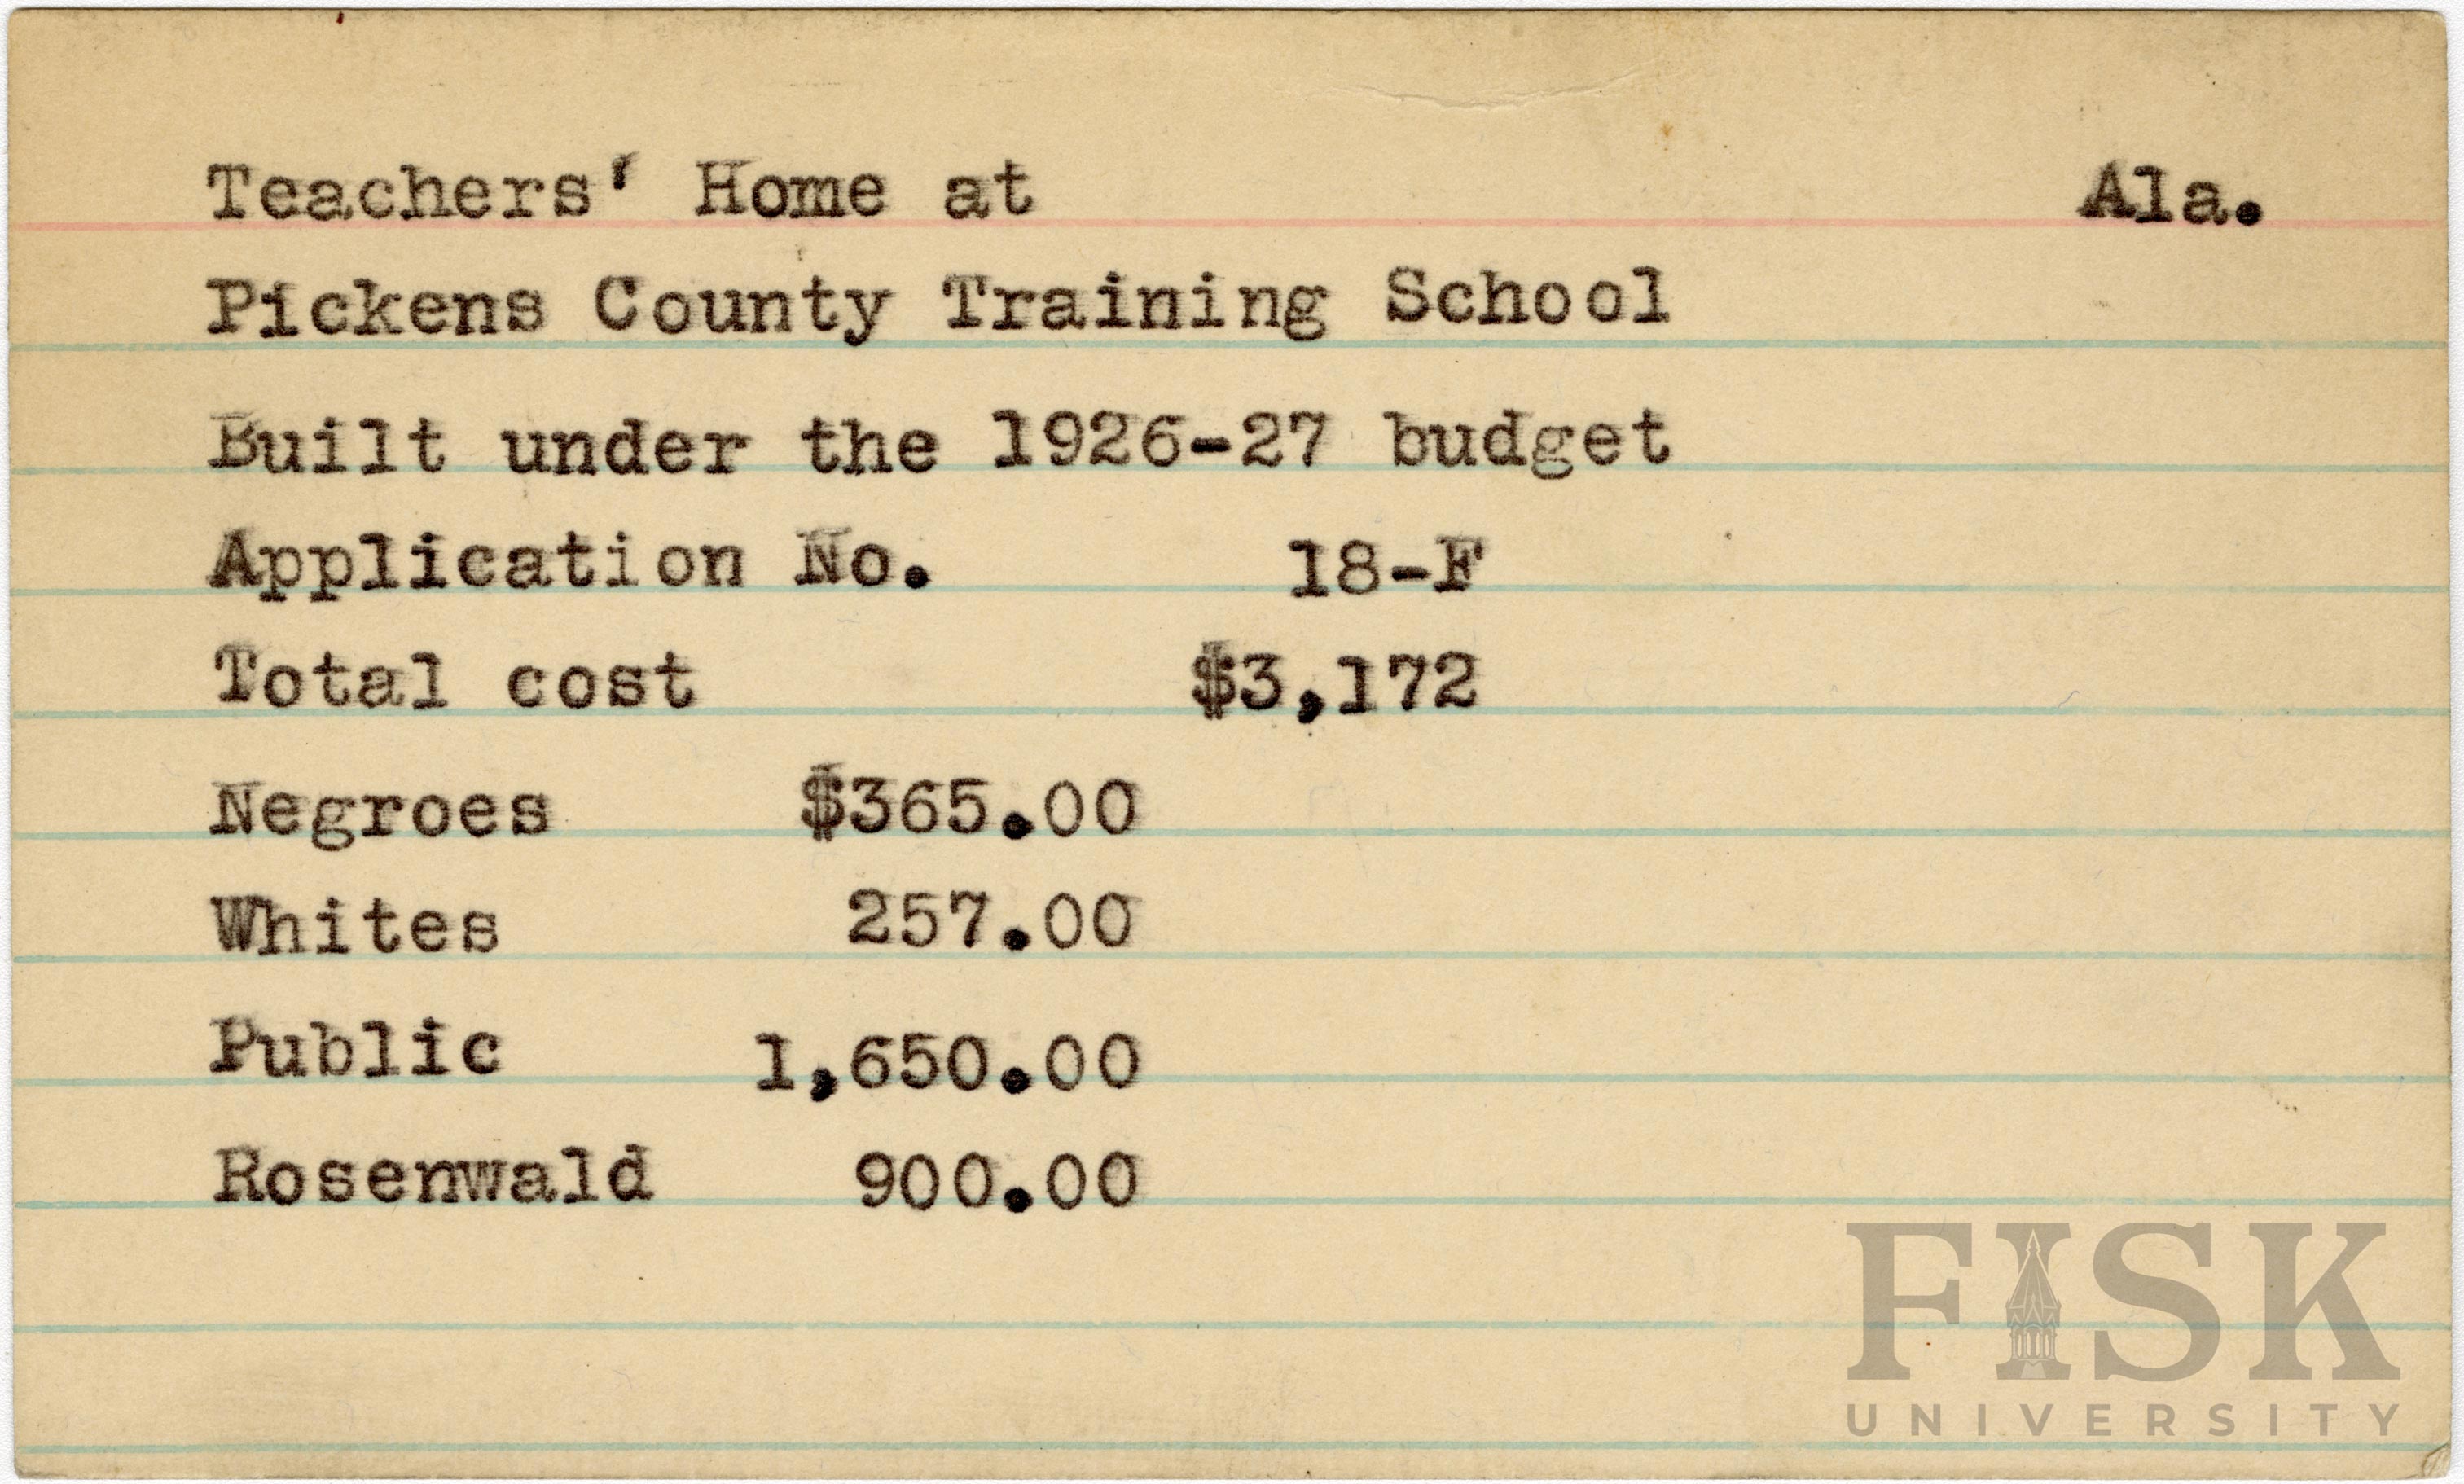 Teachers' Home at Ala.
Pickens County Training School
Built under the 1926-27 budget
Application No. 18-F
Total cost $3,172
Negroes $365.00
Whites 257.00
Public 1,650.00
Rosenwald 900.00
FISK
UNIVERSITY